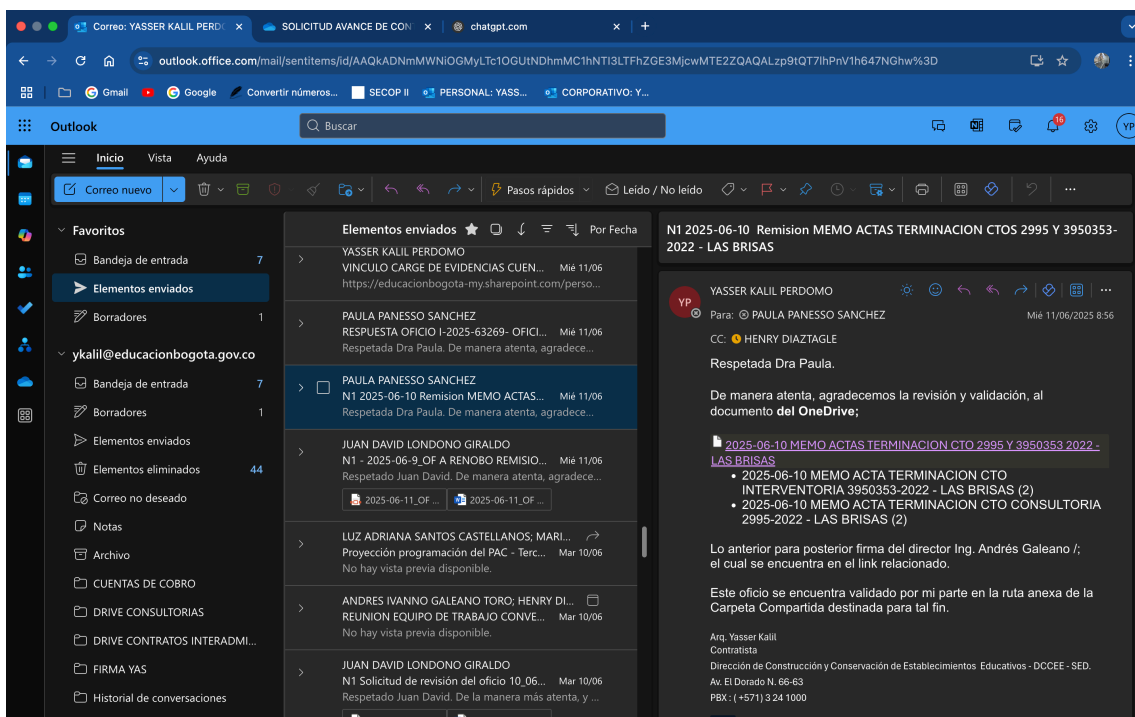 Correo: YASSER KALIL PERDO
SOLICITUD AVANCE DE CON
chatgpt.com
outlook.office.com/mail/sentitems/id/AAQkADNmMWNiOGMyLTc1OGUtNDhmMC1hNTI3LTFhZGE3MjcwMTE2ZQAQALzp9tQT7lhPnV1h647NGhw%3D
Gmail
Google
Convertir números...
SECOP II
PERSONAL: YASS...
CORPORATIVO: Y...
Outlook
Buscar
16
YP
Inicio Vista Ayuda
Correo nuevo
Pasos rápidos
Leído / No leído
Favoritos
Bandeja de entrada 7
Elementos enviados
Borradores 1
ykalil@educacionbogota.gov.co
Bandeja de entrada 7
Borradores 1
Elementos enviados
Elementos eliminados 44
Correo no deseado
Notas
Archivo
CUENTAS DE COBRO
DRIVE CONSULTORIAS
DRIVE CONTRATOS INTERADMI...
FIRMA YAS
Historial de conversaciones
Elementos enviados
Por Fecha
YASSER KALIL PERDOMO
VINCULO CARGE DE EVIDENCIAS CUEN... Mié 11/06
https://educacionbogota-my.sharepoint.com/perso...
PAULA PANESSO SANCHEZ
RESPUESTA OFICIO I-2025-63269- OFICI... Mié 11/06
Respetada Dra Paula. De manera atenta, agradece...
PAULA PANESSO SANCHEZ
N1 2025-06-10 Remision MEMO ACTAS... Mié 11/06
Respetada Dra Paula. De manera atenta, agradece...
JUAN DAVID LONDONO GIRALDO
N1 - 2025-06-9_OF A RENOBO REMISIO... Mié 11/06
Respetado Juan David. De manera atenta, agradece...
2025-06-11_OF ...
2025-06-11_OF ...
LUZ ADRIANA SANTOS CASTELLANOS; MARI...
Proyección programación del PAC - Terc... Mar 10/06
No hay vista previa disponible.
ANDRES IVANNO GALEANO TORO; HENRY DI...
REUNION EQUIPO DE TRABAJO CONVE... Mar 10/06
No hay vista previa disponible.
JUAN DAVID LONDONO GIRALDO
N1 Solicitud de revisión del oficio 10_06... Mar 10/06
Respetado Juan David. De la manera más atenta, y ...
N1 2025-06-10 Remision MEMO ACTAS TERMINACION CTOS 2995 Y 3950353-
2022 - LAS BRISAS
YP
YASSER KALIL PERDOMO
Para: PAULA PANESSO SANCHEZ
Mié 11/06/2025 8:56
CC: HENRY DIAZTAGLE
Respetada Dra Paula.
De manera atenta, agradecemos la revisión y validación, al
documento del OneDrive;
2025-06-10 MEMO ACTAS TERMINACION CTO 2995 Y 3950353 2022 -
LAS BRISAS
• 2025-06-10 MEMO ACTA TERMINACION CTO
INTERVENTORIA 3950353-2022 - LAS BRISAS (2)
• 2025-06-10 MEMO ACTA TERMINACION CTO CONSULTORIA
2995-2022 - LAS BRISAS (2)
Lo anterior para posterior firma del director Ing. Andrés Galeano /;
el cual se encuentra en el link relacionado.
Este oficio se encuentra validado por mi parte en la ruta anexa de la
Carpeta Compartida destinada para tal fin.
Arq. Yasser Kalil
Contratista
Dirección de Construcción y Conservación de Establecimientos Educativos - DCCEE - SED.
Av. El Dorado N. 66-63
PBX : ( +571) 3 24 1000